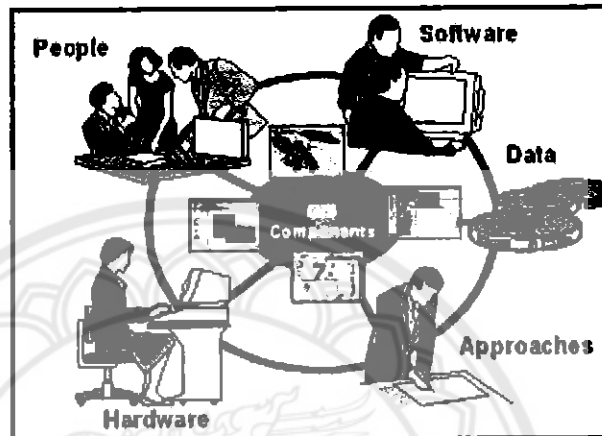 People
Software
Data
Components
Approaches
Hardware